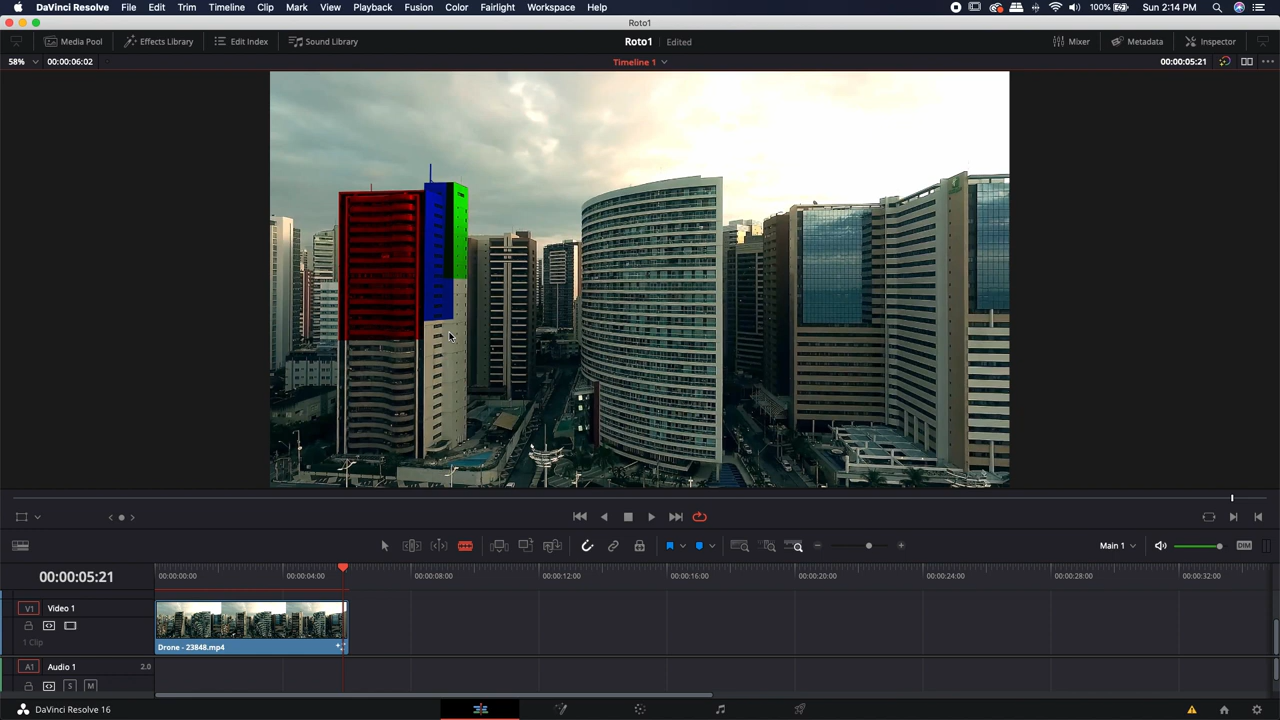 DaVinci Resolve File Edit Trim Timeline Clip Mark View Playback Fusion Color Fairlight Workspace Help 100% Sun 2:14 PM
Roto1
Media Pool Effects Library Edit Index Sound Library Roto1 Edited Mixer Metadata Inspector
58% 00:00:06:02 Timeline 1 00:00:05:21
Main 1 DIM
00:00:05:21 00:00:00:00 00:00:04:00 00:00:08:00 00:00:12:00 00:00:16:00 00:00:20:00 00:00:24:00 00:00:28:00 00:00:32:00
V1 Video 1
1 Clip
Drone - 23848.mp4
A1 Audio 1 2.0
S M
DaVinci Resolve 16